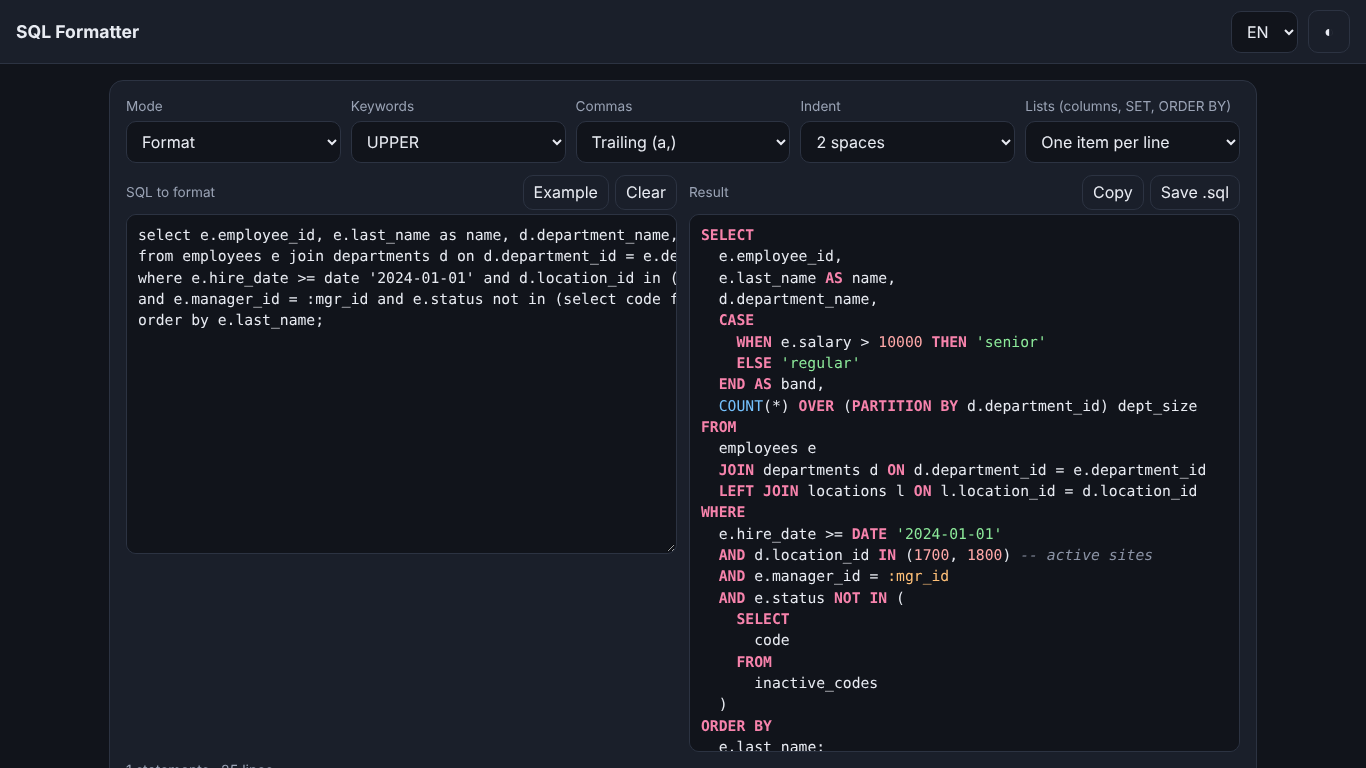 SQL Formatter
EN
Mode
Keywords
Commas
Indent
Lists (columns, SET, ORDER BY)
Format
UPPER
Trailing (a,)
2 spaces
One item per line
SQL to format
Example
Clear
Result
Copy
Save .sql
select e.employee_id, e.last_name as name, d.department_name,
from employees e join departments d on d.department_id = e.de
where e.hire_date >= date '2024-01-01' and d.location_id in (
and e.manager_id = :mgr_id and e.status not in (select code f
order by e.last_name;
SELECT
  e.employee_id,
  e.last_name AS name,
  d.department_name,
  CASE
    WHEN e.salary > 10000 THEN 'senior'
    ELSE 'regular'
  END AS band,
  COUNT(*) OVER (PARTITION BY d.department_id) dept_size
FROM
  employees e
  JOIN departments d ON d.department_id = e.department_id
  LEFT JOIN locations l ON l.location_id = d.location_id
WHERE
  e.hire_date >= DATE '2024-01-01'
  AND d.location_id IN (1700, 1800) -- active sites
  AND e.manager_id = :mgr_id
  AND e.status NOT IN (
    SELECT
      code
    FROM
      inactive_codes
  )
ORDER BY
  e.last_name;